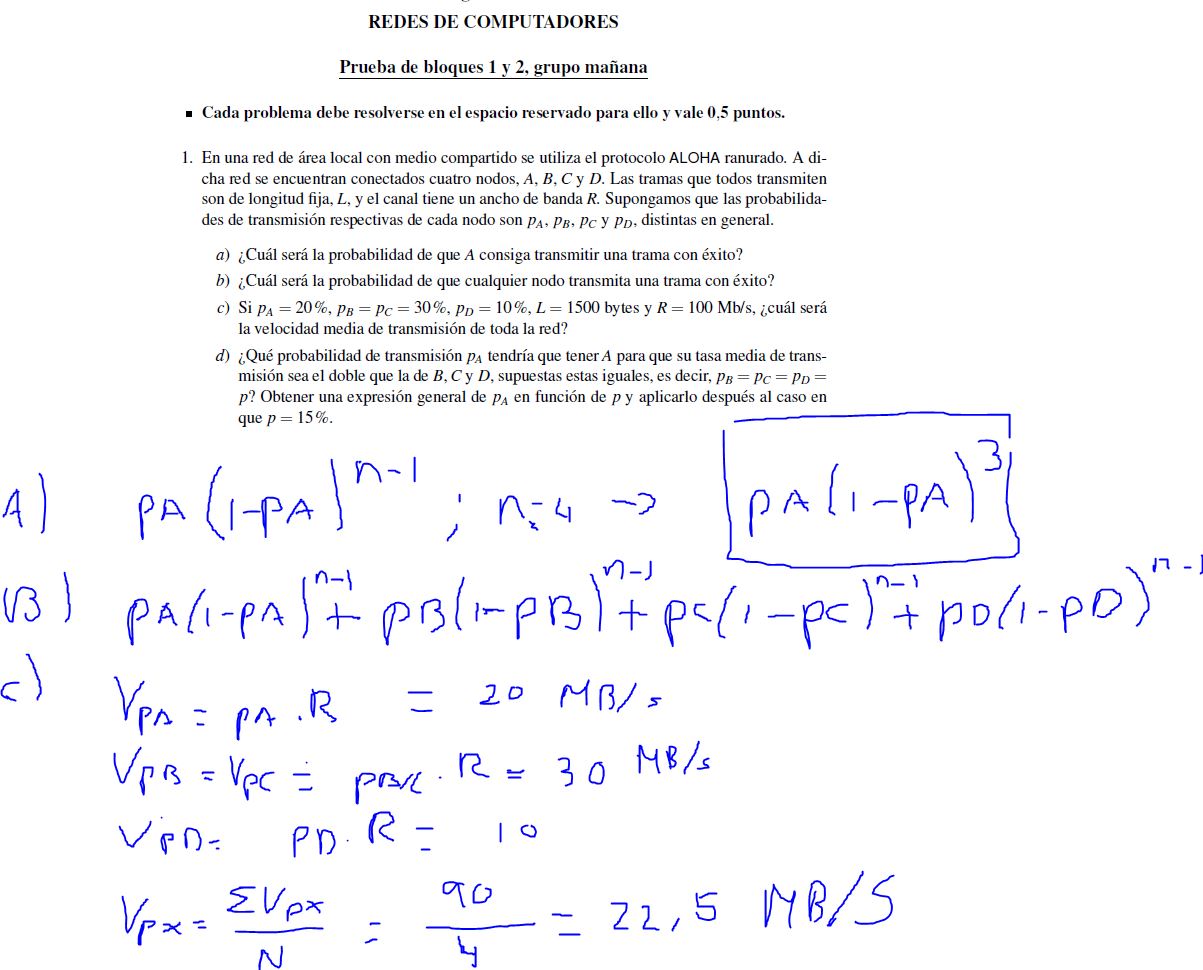 REDES DE COMPUTADORES
Prueba de bloques 1 y 2, grupo mañana
▪ Cada problema debe resolverse en el espacio reservado para ello y vale 0,5 puntos.
1. En una red de área local con medio compartido se utiliza el protocolo ALOHA ranurado. A di-
cha red se encuentran conectados cuatro nodos, A, B, C y D. Las tramas que todos transmiten
son de longitud fija, L, y el canal tiene un ancho de banda R. Supongamos que las probabilida-
des de transmisión respectivas de cada nodo son p_A, p_B, p_C y p_D, distintas en general.
a) ¿Cuál será la probabilidad de que A consiga transmitir una trama con éxito?
b) ¿Cuál será la probabilidad de que cualquier nodo transmita una trama con éxito?
c) Si p_A = 20%, p_B = p_C = 30%, p_D = 10%, L = 1500 bytes y R = 100 Mb/s, ¿cuál será
la velocidad media de transmisión de toda la red?
d) ¿Qué probabilidad de transmisión p_A tendría que tener A para que su tasa media de trans-
misión sea el doble que la de B, C y D, supuestas estas iguales, es decir, p_B = p_C = p_D =
p? Obtener una expresión general de p_A en función de p y aplicarlo después al caso en
que p = 15%.
A) pA(1-pA)^{n-1} ; n=4 → pA(1-pA)^3
B) pA(1-pA)^{n-1} + pB(1-pB)^{n-1} + pC(1-pC)^{n-1} + pD(1-pD)^{n-1}
c) V_{PA} = pA . R = 20 MB/s
V_{PB} = V_{PC} = pB/C . R = 30 MB/s
V_{PD} = PD . R = 10
V_{Px} = ΣV_{Px} / N = 90 / 4 = 22,5 MB/S